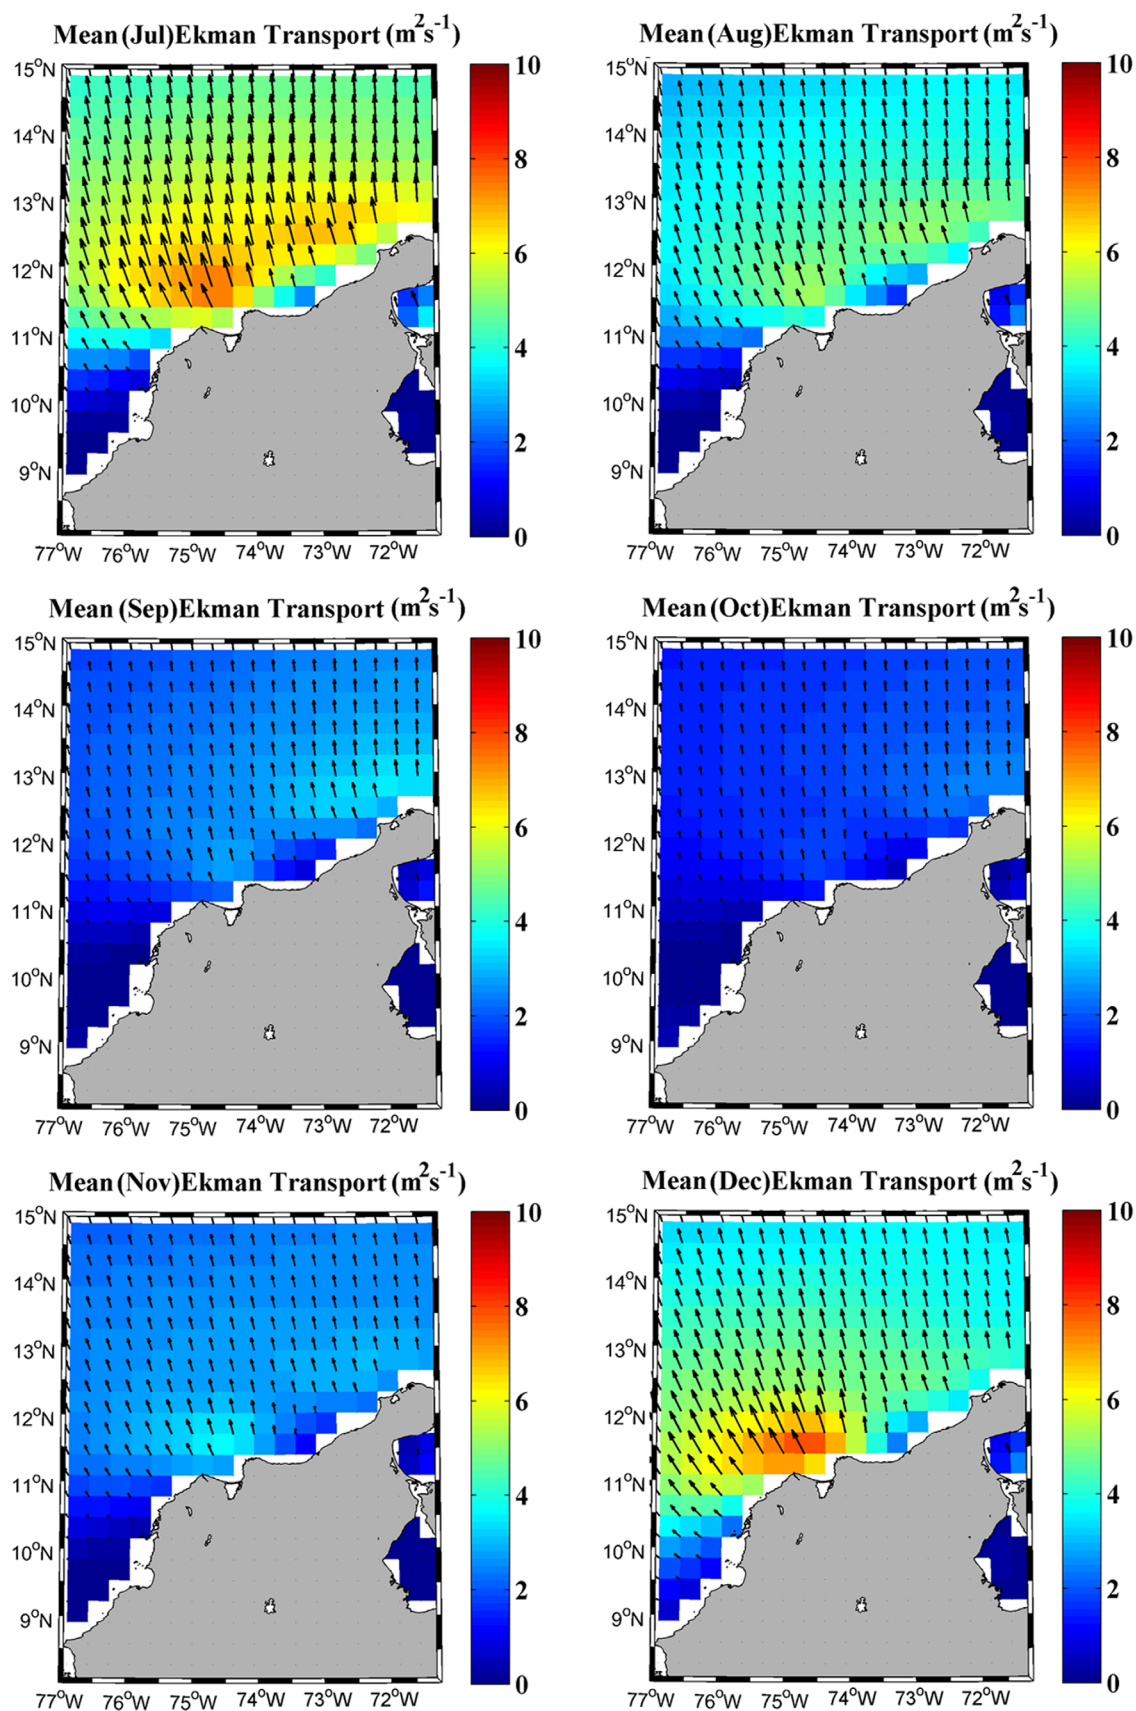 Mean (Jul)Ekman Transport (m²s⁻¹)
15°N
14°N
13°N
12°N
11°N
10°N
9°N
77°W 76°W 75°W 74°W 73°W 72°W
10
8
6
4
2
0
Mean (Aug)Ekman Transport (m²s⁻¹)
15°N
14°N
13°N
12°N
11°N
10°N
9°N
77°W 76°W 75°W 74°W 73°W 72°W
10
8
6
4
2
0
Mean (Sep)Ekman Transport (m²s⁻¹)
15°N
14°N
13°N
12°N
11°N
10°N
9°N
77°W 76°W 75°W 74°W 73°W 72°W
10
8
6
4
2
0
Mean (Oct)Ekman Transport (m²s⁻¹)
15°N
14°N
13°N
12°N
11°N
10°N
9°N
77°W 76°W 75°W 74°W 73°W 72°W
10
8
6
4
2
0
Mean (Nov)Ekman Transport (m²s⁻¹)
15°N
14°N
13°N
12°N
11°N
10°N
9°N
77°W 76°W 75°W 74°W 73°W 72°W
10
8
6
4
2
0
Mean (Dec)Ekman Transport (m²s⁻¹)
15°N
14°N
13°N
12°N
11°N
10°N
9°N
77°W 76°W 75°W 74°W 73°W 72°W
10
8
6
4
2
0